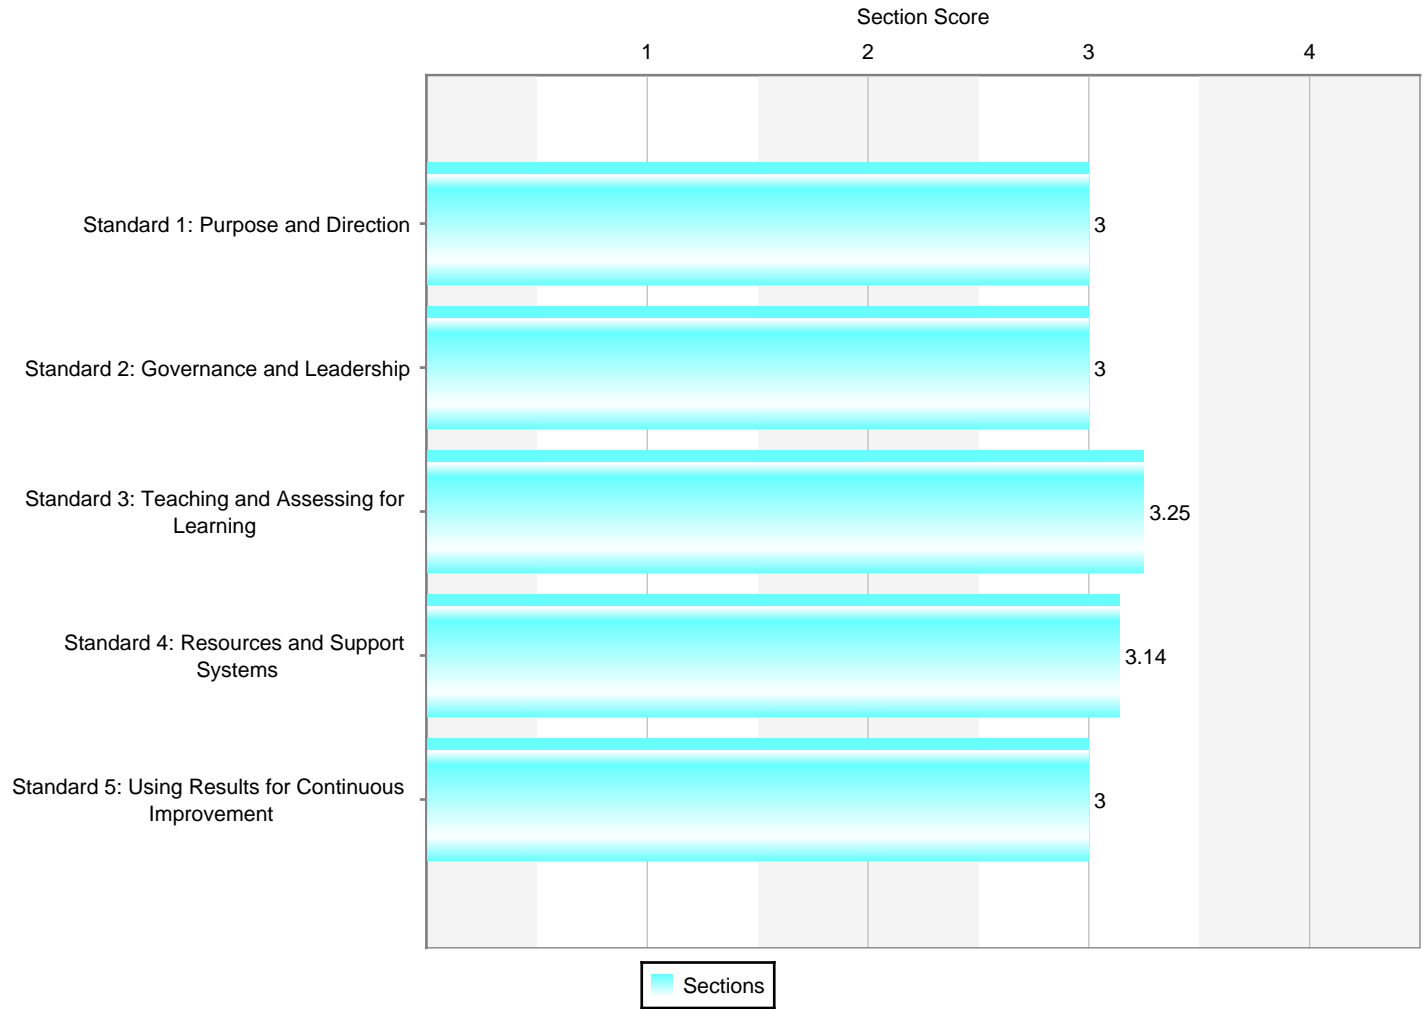 Section Score
1 2 3 4
Standard 1: Purpose and Direction
3
Standard 2: Governance and Leadership
3
Standard 3: Teaching and Assessing for
Learning
3.25
Standard 4: Resources and Support
Systems
3.14
Standard 5: Using Results for Continuous
Improvement
3
Sections